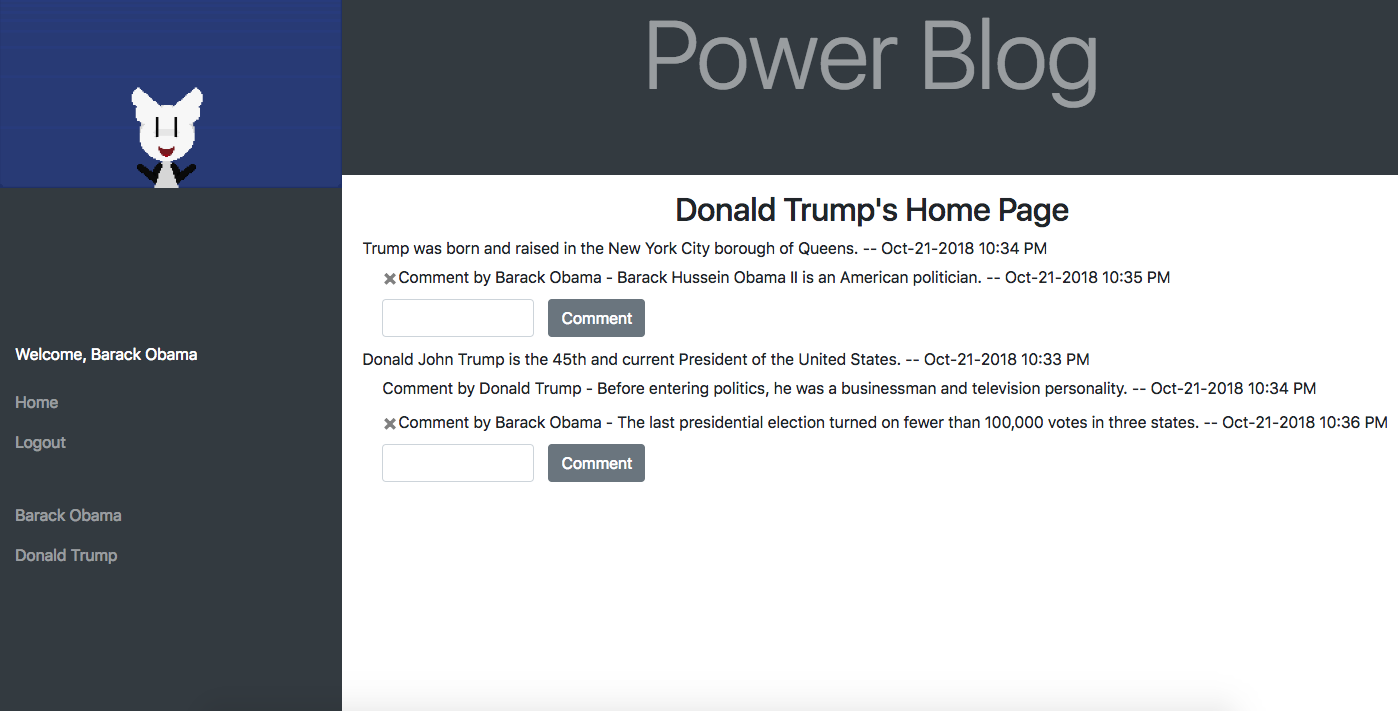 Power Blog
Welcome, Barack Obama
Home
Logout
Barack Obama
Donald Trump
Donald Trump's Home Page
Trump was born and raised in the New York City borough of Queens. -- Oct-21-2018 10:34 PM
Comment by Barack Obama - Barack Hussein Obama II is an American politician. -- Oct-21-2018 10:35 PM
Comment
Donald John Trump is the 45th and current President of the United States. -- Oct-21-2018 10:33 PM
Comment by Donald Trump - Before entering politics, he was a businessman and television personality. -- Oct-21-2018 10:34 PM
Comment by Barack Obama - The last presidential election turned on fewer than 100,000 votes in three states. -- Oct-21-2018 10:36 PM
Comment